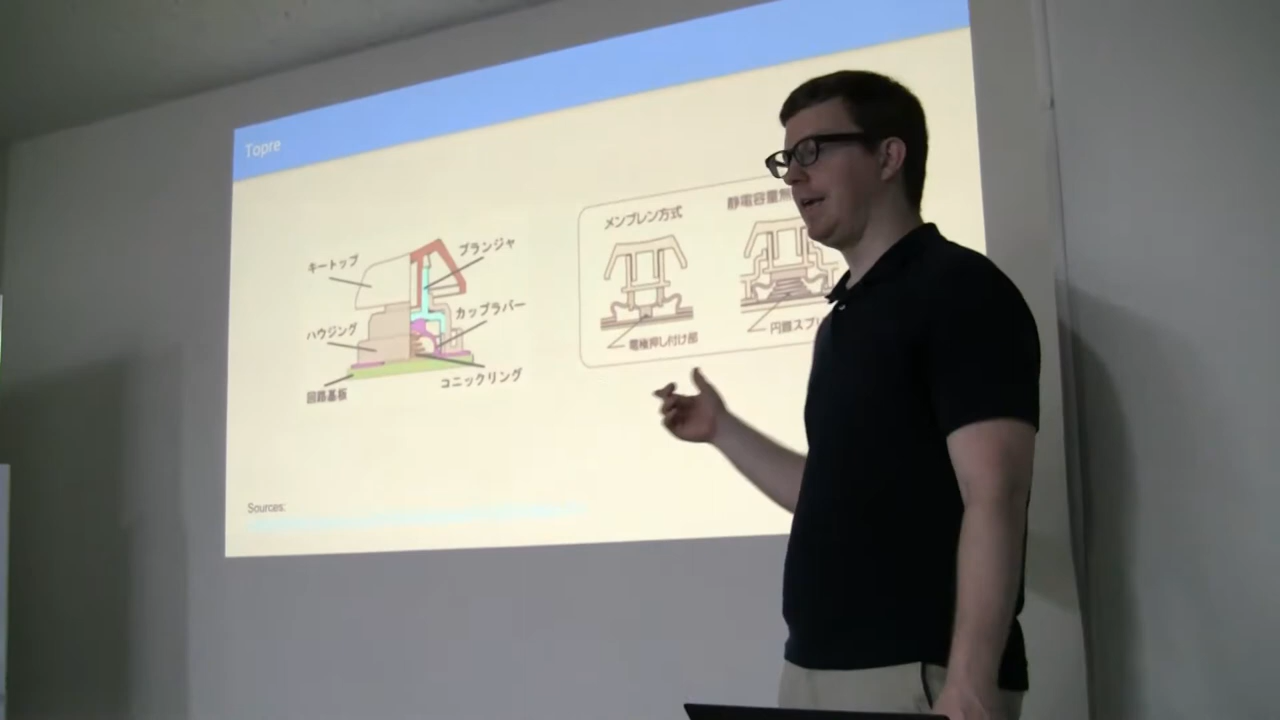 Topre
キートップ
プランジャ
ハウジング
カップラバー
コニックリング
回路基板
メンブレン方式
静電容量無
電極押し付け部
円錐スプリ
Sources: